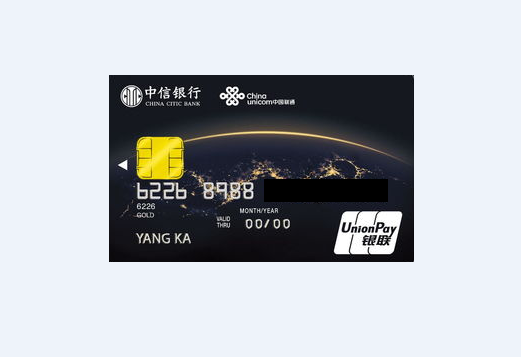 中信银行
CHINA CITIC BANK
China
unicom中国联通
6226 8988
6226
GOLD
MONTH/YEAR
VALID
THRU
00/00
YANG KA
UnionPay
银联